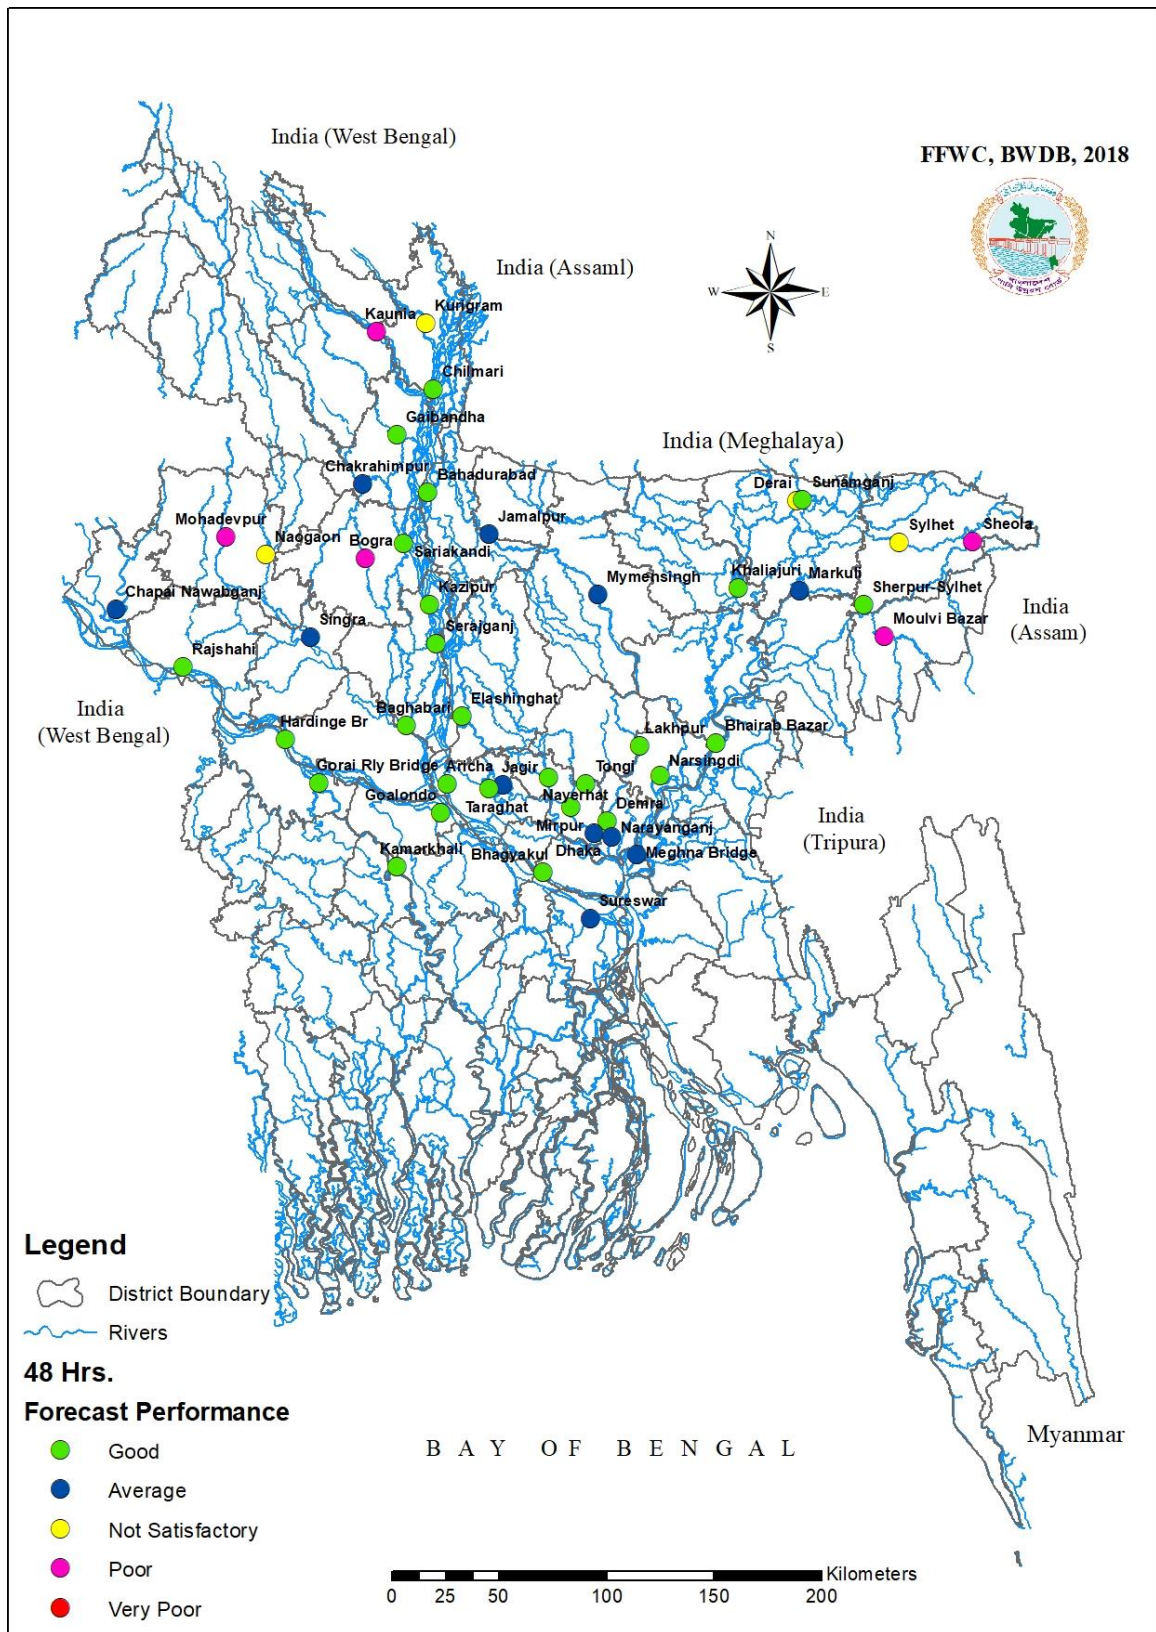 India (West Bengal)
FFWC, BWDB, 2018
India (Assaml)
N
W
E
S
Kaunia
Kurigram
Chilmari
Gaibandha
India (Meghalaya)
Chakrahimpur
Bahadurabad
Derai
Sunamganj
Mohadevpur
Naogaon
Bogra
Sariakandi
Jamalpur
Sylhet
Sheola
Chapai Nawabganj
Singra
Kazipur
Mymensingh
Khaliajuri
Markuli
Sherpur-Sylhet
Serajganj
Moulvi Bazar
India
(Assam)
Rajshahi
India
(West Bengal)
Hardinge Br
Baghabari
Elashinghat
Lakhpur
Bhairab Bazar
Gorai Rly Bridge
Aricha
Jagir
Tongi
Narsingdi
Goalondo
Taraghat
Nayerhat
Demra
Mirpur
Narayanganj
India
(Tripura)
Kamarkhali
Bhagyakul
Dhaka
Meghna Bridge
Sureswar
Legend
District Boundary
Rivers
48 Hrs.
Forecast Performance
Good
Average
Not Satisfactory
Poor
Very Poor
BAY OF BENGAL
Myanmar
Kilometers
0 25 50 100 150 200